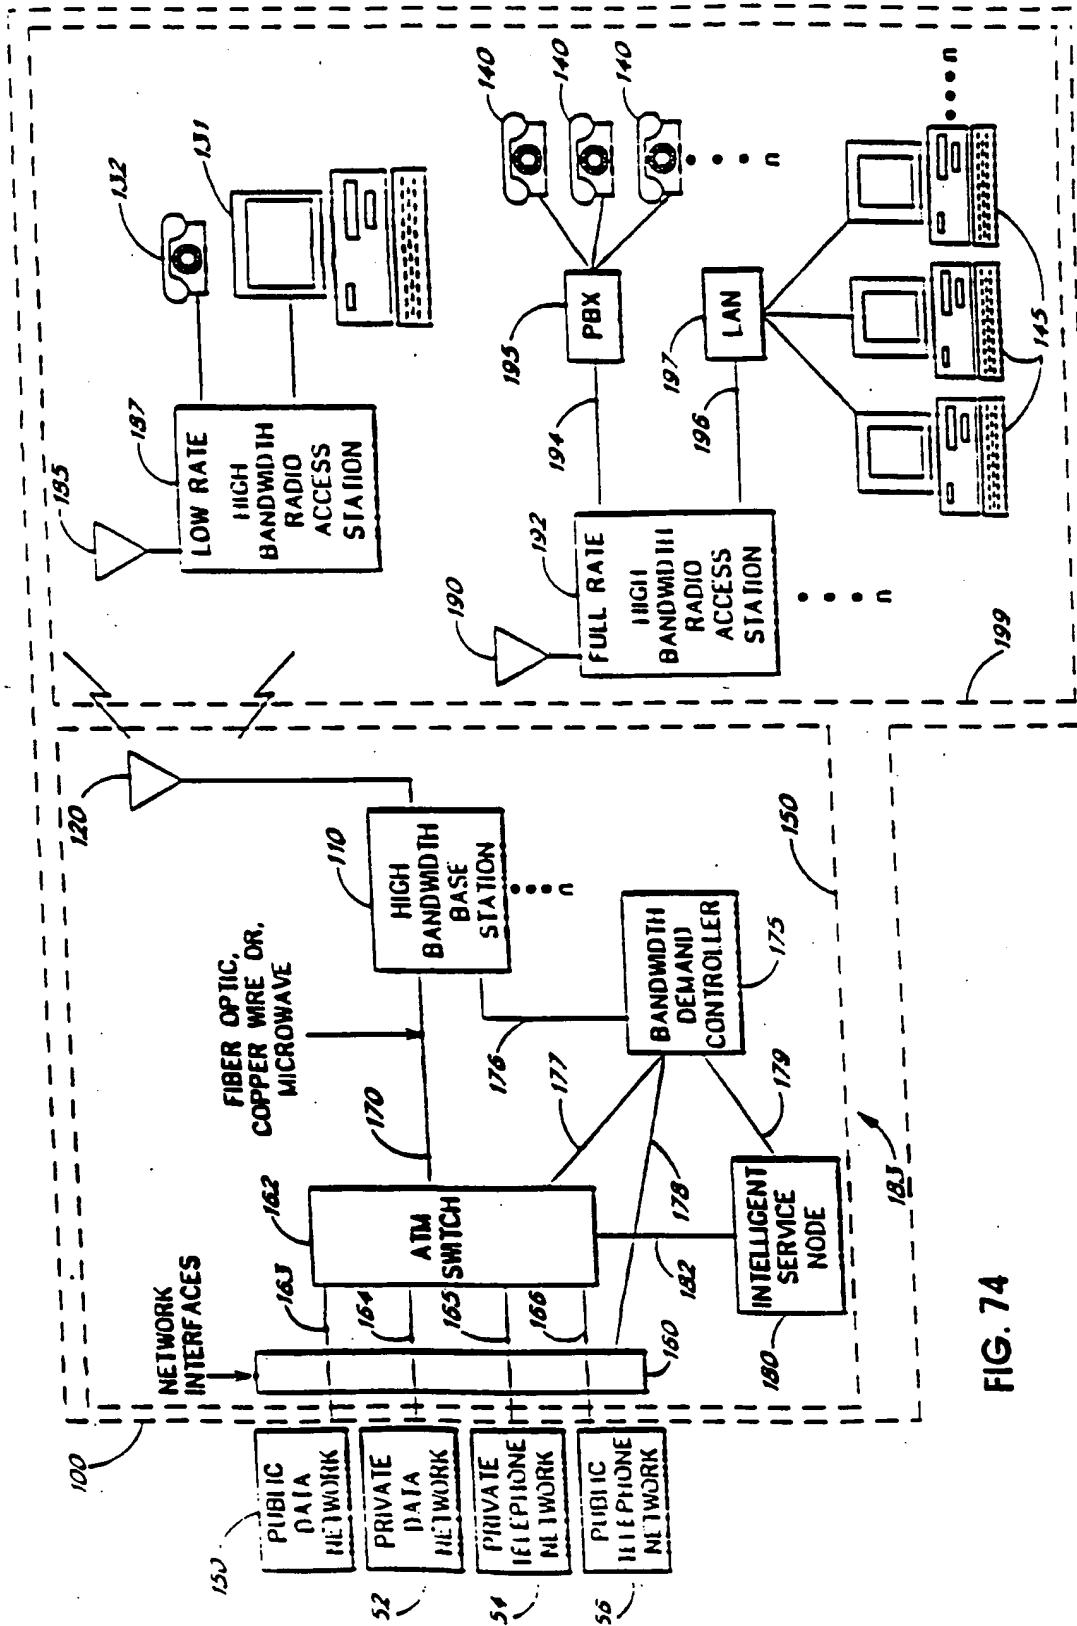 100
150
PUBLIC
DATA
NETWORK
52
PRIVATE
DATA
NETWORK
54
PRIVATE
TELEPHONE
NETWORK
56
PUBLIC
TELEPHONE
NETWORK
NETWORK
INTERFACES
160
163
164
165
166
162
ATM
SWITCH
170
FIBER OPTIC,
COPPER WIRE OR,
MICROWAVE
110
HIGH
BANDWIDTH
BASE
STATION
n
120
176
177
178
179
182
175
BANDWIDTH
DEMAND
CONTROLLER
180
INTELLIGENT
SERVICE
NODE
183
150
185
187
LOW RATE
HIGH
BANDWIDTH
RADIO
ACCESS
STATION
132
131
190
192
FULL RATE
HIGH
BANDWIDTH
RADIO
ACCESS
STATION
n
194
195
PBX
140
140
140
n
196
197
LAN
145
n
199
FIG. 74